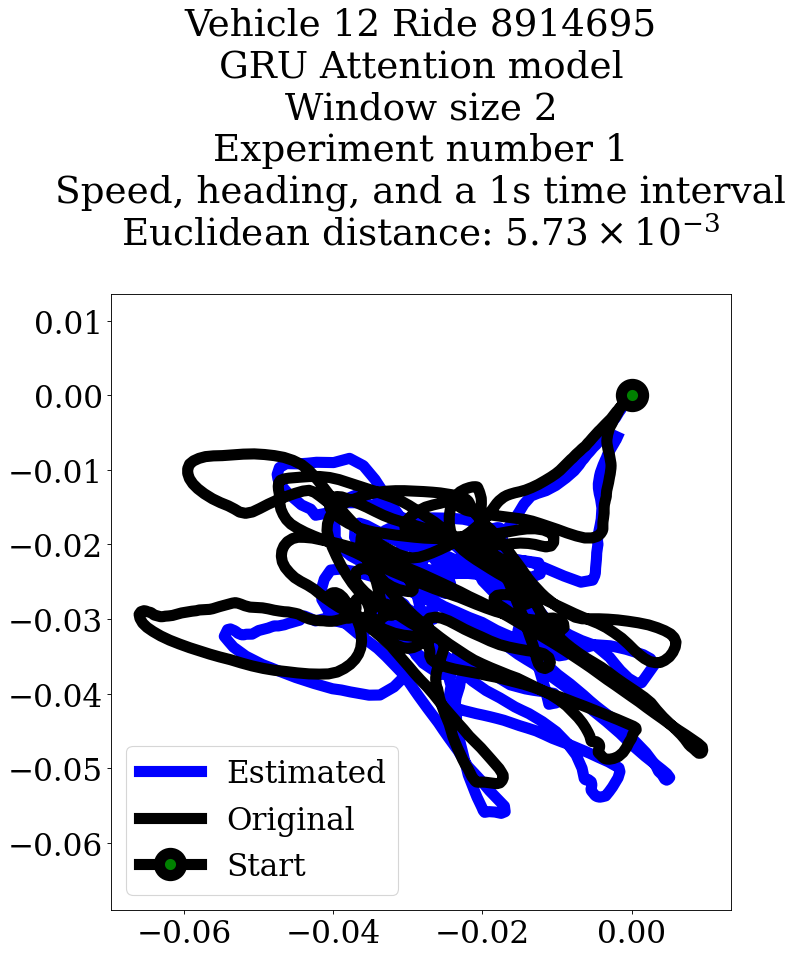 Vehicle 12 Ride 8914695
GRU Attention model
Window size 2
Experiment number 1
Speed, heading, and a 1s time interval
Euclidean distance: 5.73 × 10⁻³
0.01
0.00
−0.01
−0.02
−0.03
−0.04
−0.05
−0.06
Estimated
Original
Start
−0.06
−0.04
−0.02
0.00